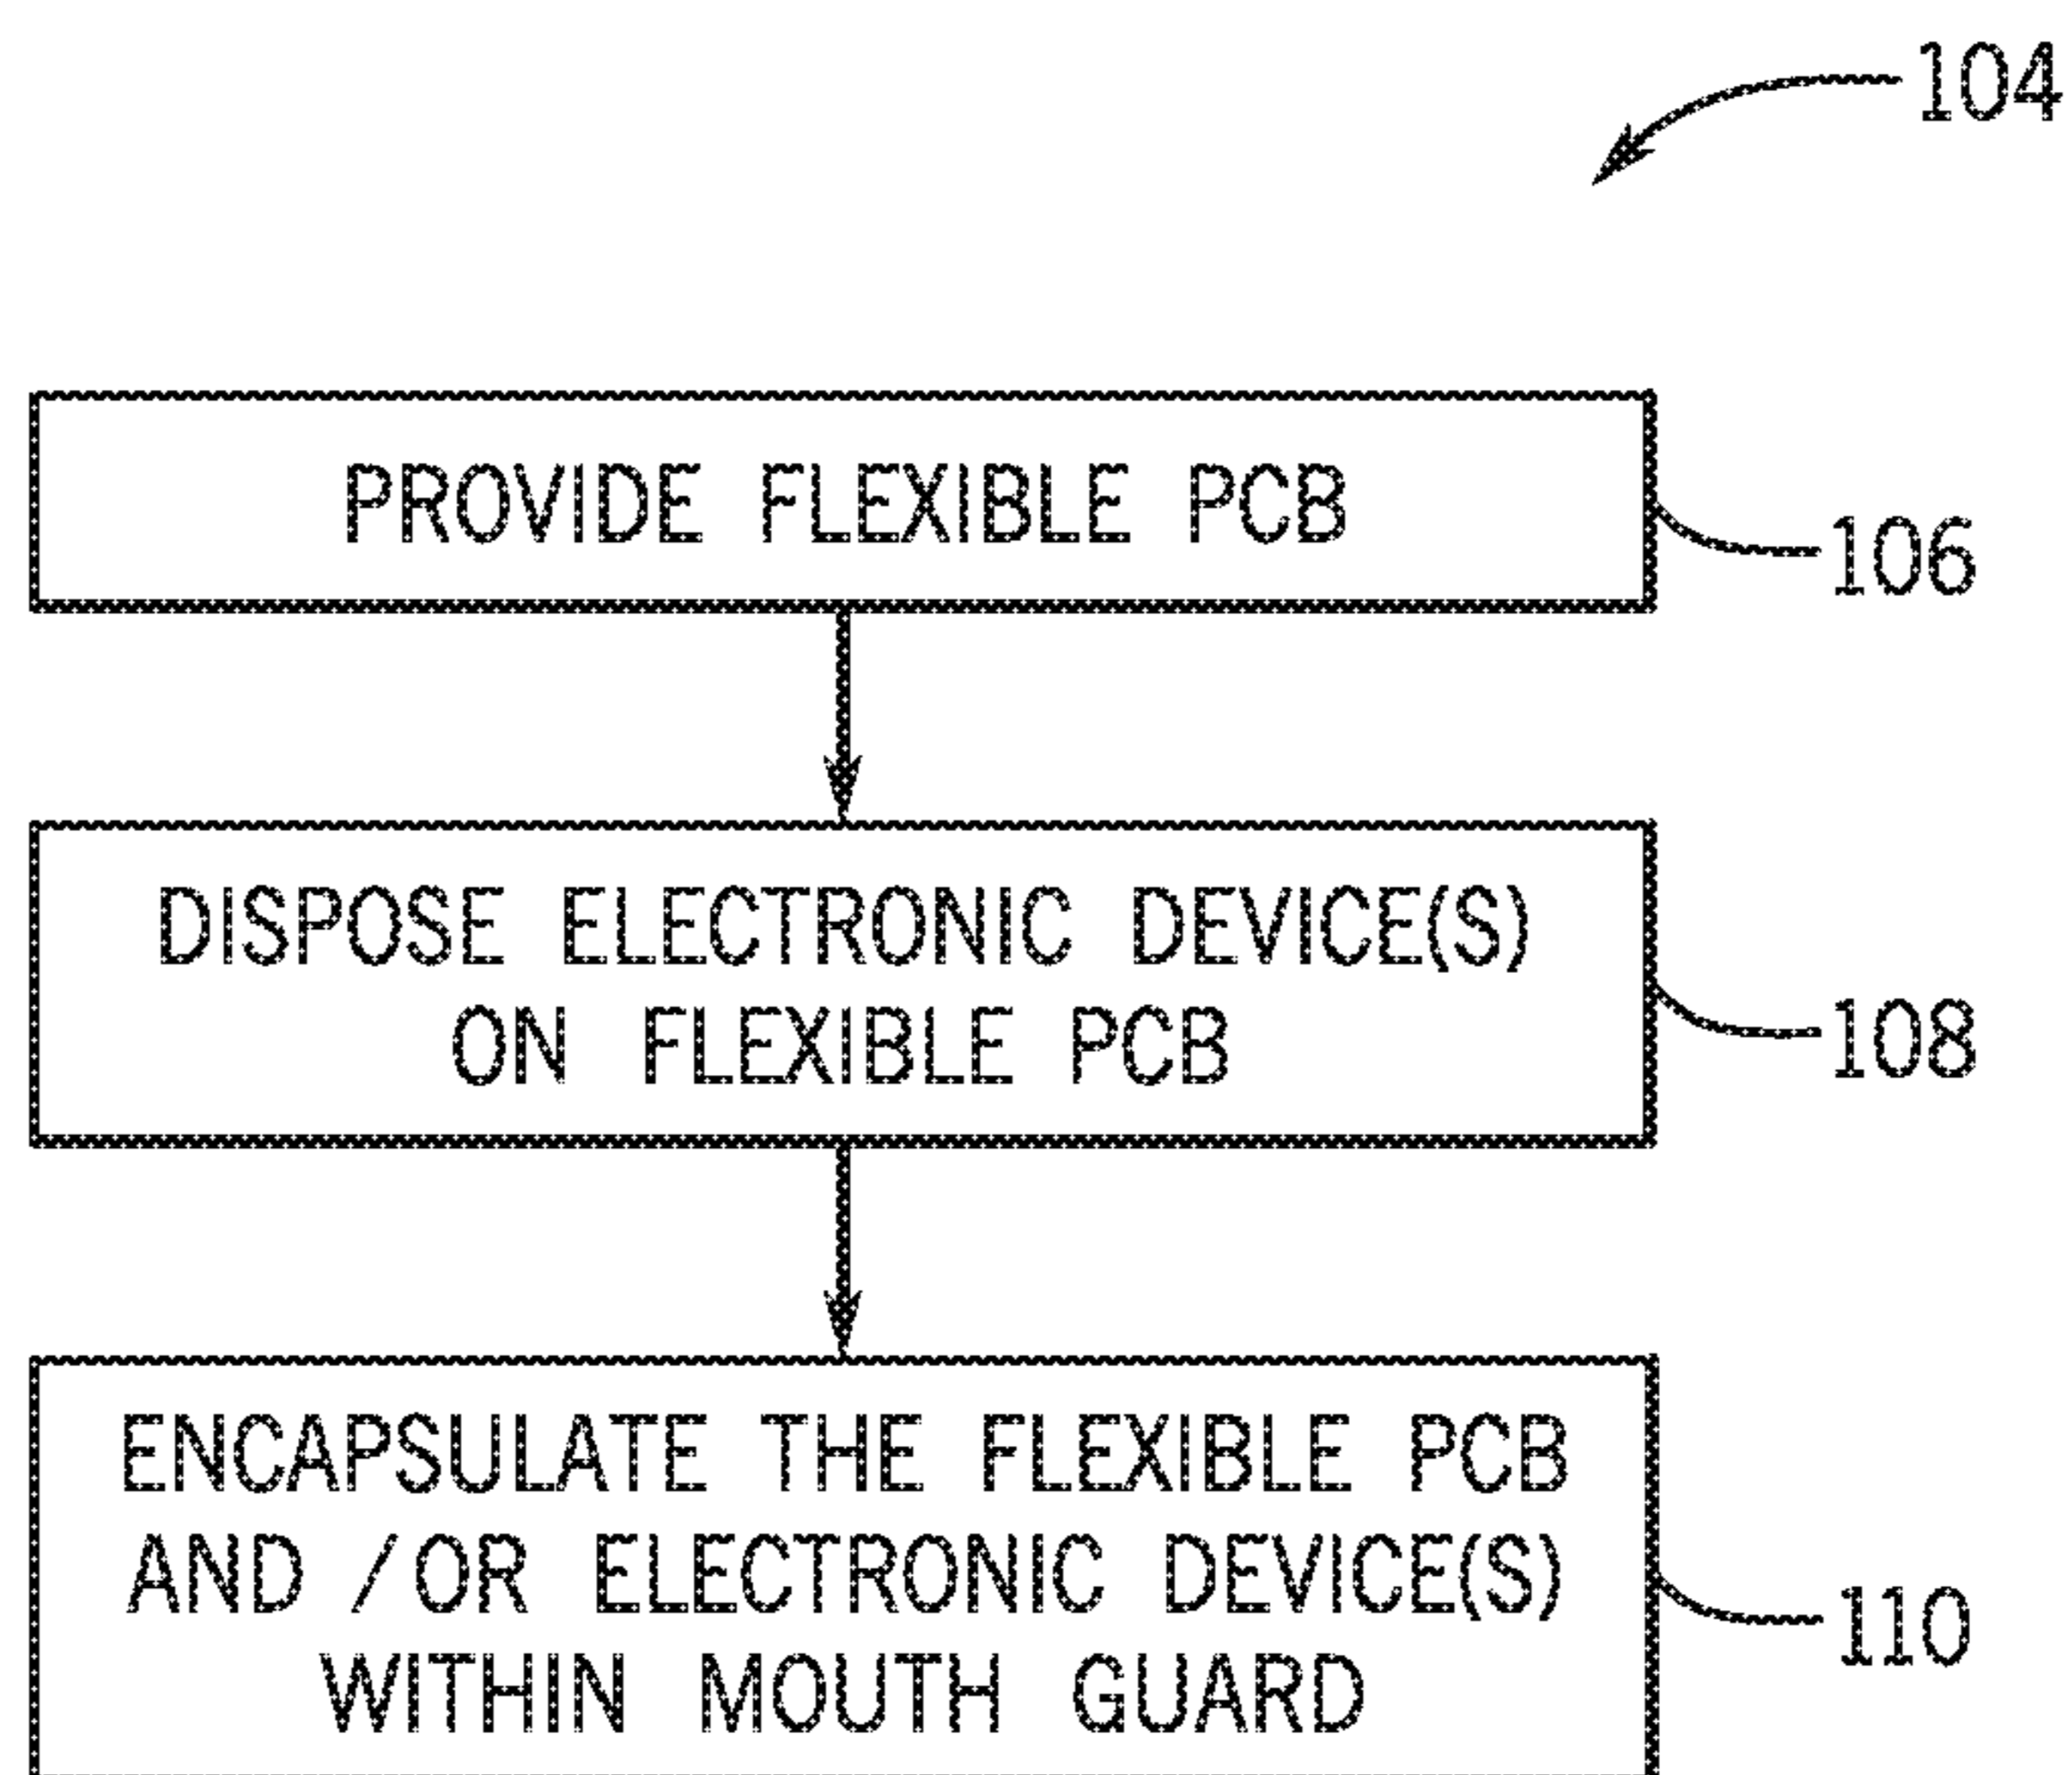 104
PROVIDE FLEXIBLE PCB
106
DISPOSE ELECTRONIC DEVICE(S)
ON FLEXIBLE PCB
108
ENCAPSULATE THE FLEXIBLE PCB
AND /OR ELECTRONIC DEVICE(S)
WITHIN MOUTH GUARD
110